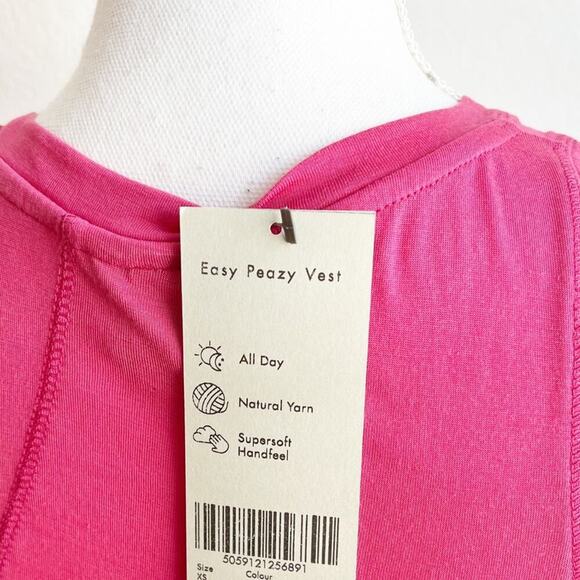 Easy Peazy Vest
All Day
Natural Yarn
Supersoft
Handfeel
5059121256891
Size
Colour
XS